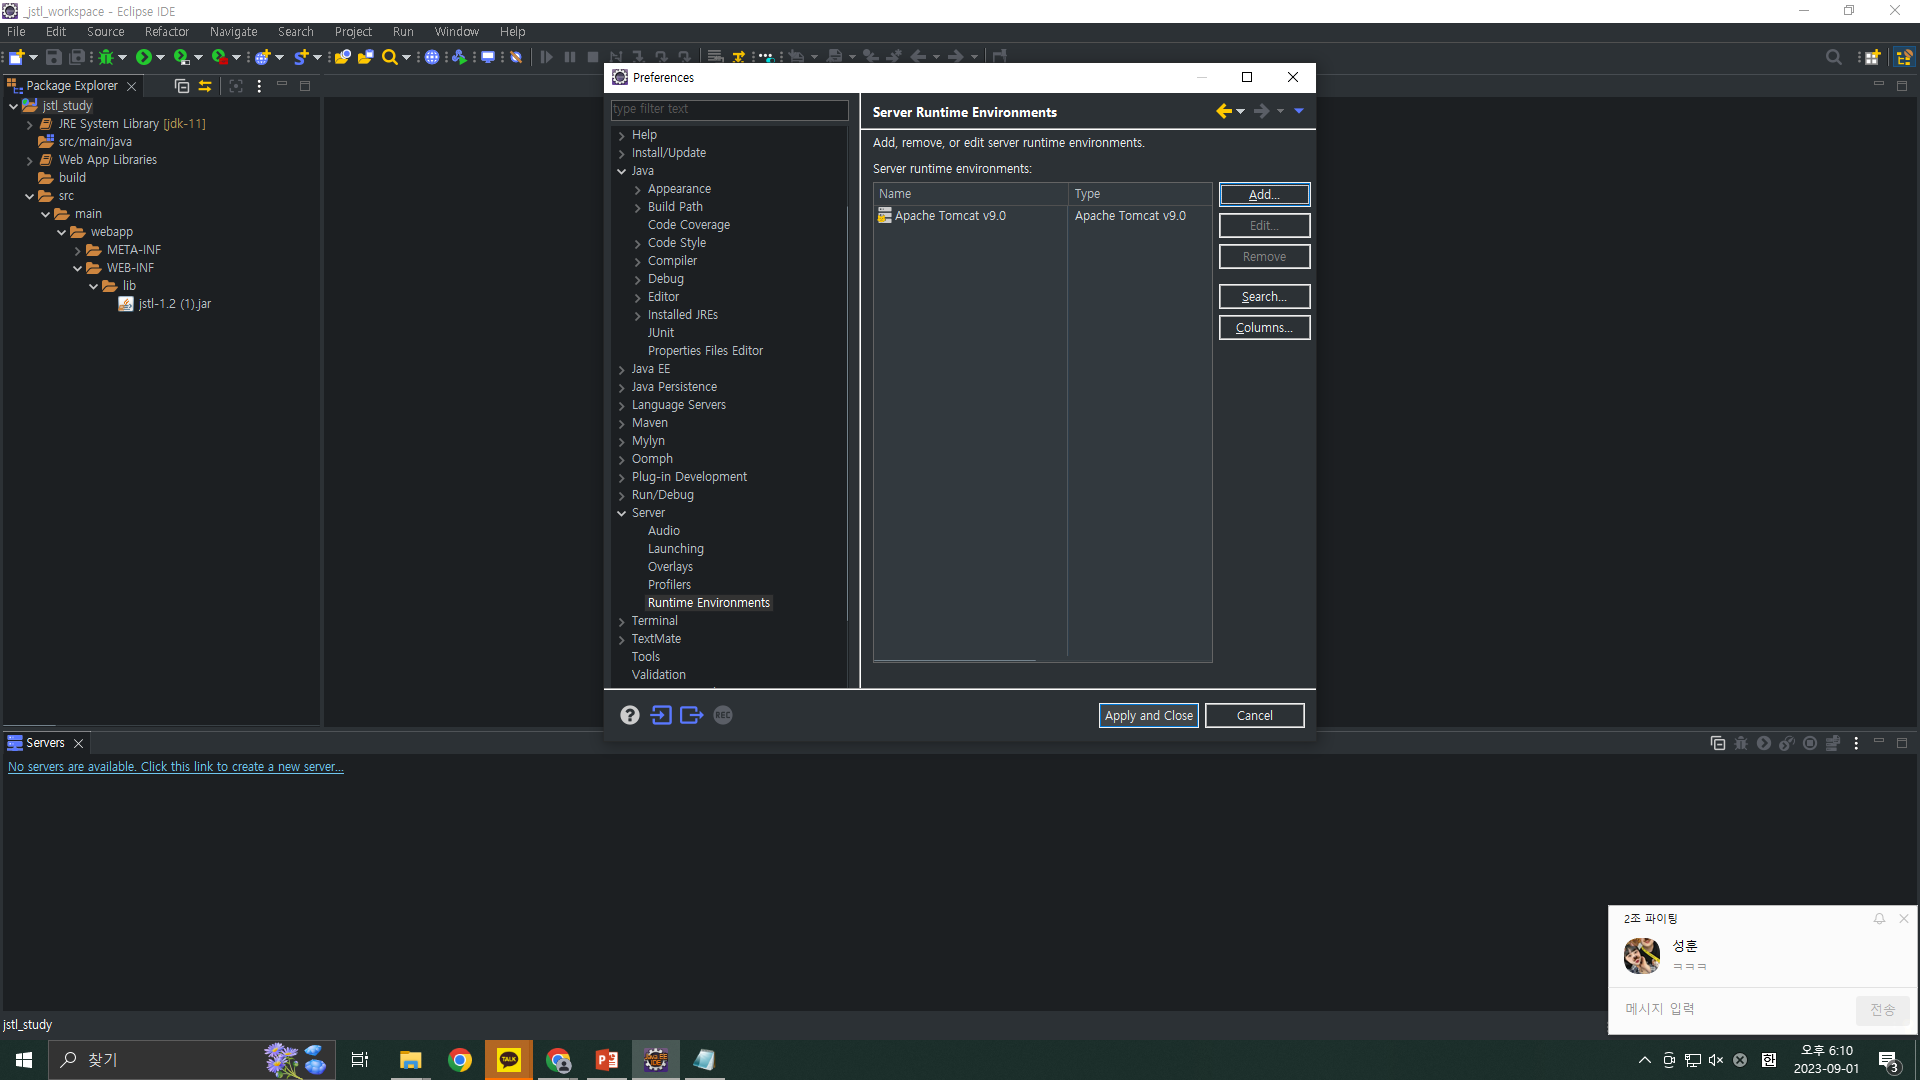 _jstl_workspace - Eclipse IDE
File Edit Source Refactor Navigate Search Project Run Window Help
Package Explorer
jstl_study
JRE System Library [jdk-11]
src/main/java
Web App Libraries
build
src
main
webapp
META-INF
WEB-INF
lib
jstl-1.2 (1).jar
Preferences
type filter text
Help
Install/Update
Java
Appearance
Build Path
Code Coverage
Code Style
Compiler
Debug
Editor
Installed JREs
JUnit
Properties Files Editor
Java EE
Java Persistence
Language Servers
Maven
Mylyn
Oomph
Plug-in Development
Run/Debug
Server
Audio
Launching
Overlays
Profilers
Runtime Environments
Terminal
TextMate
Tools
Validation
REC
Server Runtime Environments
Add, remove, or edit server runtime environments.
Server runtime environments:
Name Type
Apache Tomcat v9.0 Apache Tomcat v9.0
Add...
Edit...
Remove
Search...
Columns...
Apply and Close Cancel
Servers
No servers are available. Click this link to create a new server...
2조 파이팅
성훈
ㅋㅋㅋ
메시지 입력
전송
jstl_study
찾기
TALK
Java EE
IDE
한
오후 6:10
2023-09-01
3